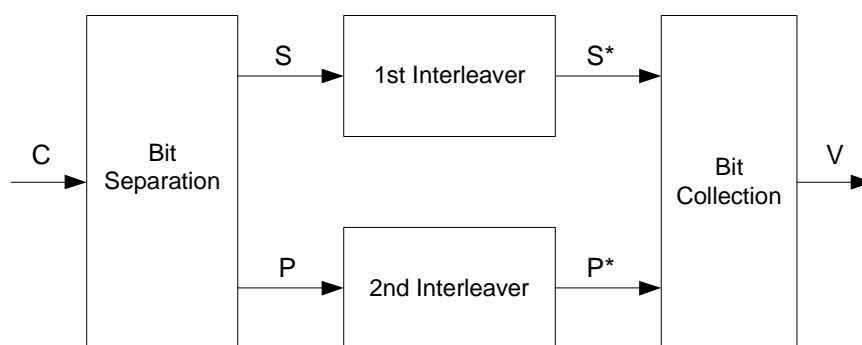 S
1st Interleaver
S*
C
Bit
Separation
Bit
Collection
V
P
2nd Interleaver
P*